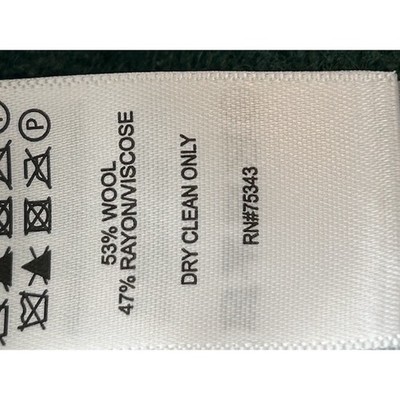 53% WOOL
47% RAYON/VISCOSE
DRY CLEAN ONLY
RN#75343
P